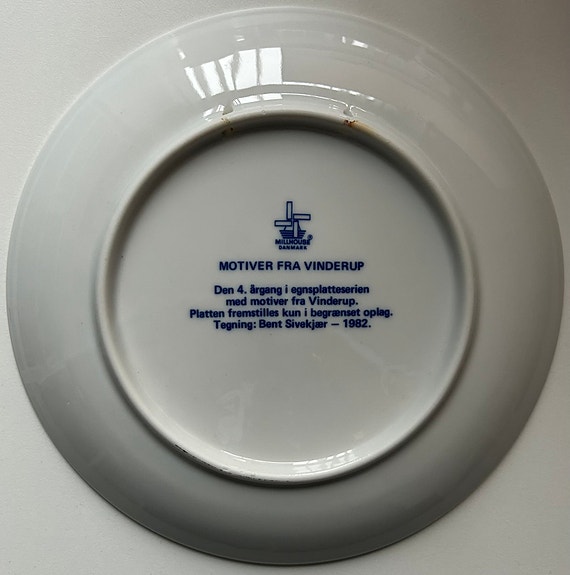 MILLHOUSE®
DANMARK
MOTIVER FRA VINDERUP
Den 4. årgang i egnsplatteserien
med motiver fra Vinderup.
Platten fremstilles kun i begrænset oplag.
Tegning: Bent Sivekjær – 1982.